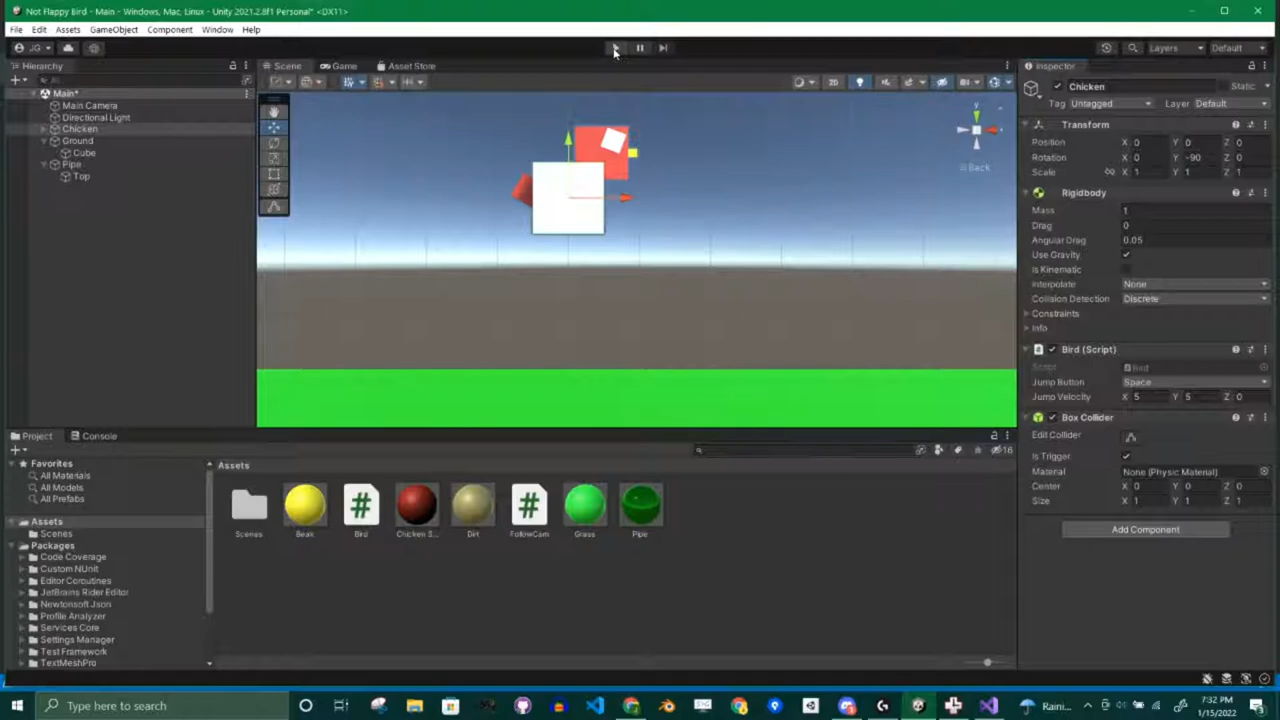 Not Flappy Bird - Main - Windows, Mac, Linux - Unity 2021.2.8f1 Personal* <DX11>
File Edit Assets GameObject Component Window Help
JG Layers Default
Hierarchy Scene Game Asset Store Inspector
All
Main*
Main Camera
Directional Light
Chicken
Ground
Cube
Pipe
Top
2D
y
x
Back
Chicken Static
Tag Untagged Layer Default
Transform
Position X 0 Y 0 Z 0
Rotation X 0 Y -90 Z 0
Scale X 1 Y 1 Z 1
Rigidbody
Mass 1
Drag 0
Angular Drag 0.05
Use Gravity
Is Kinematic
Interpolate None
Collision Detection Discrete
Constraints
Info
Bird (Script)
Script Bird
Jump Button Space
Jump Velocity X 5 Y 5 Z 0
Box Collider
Edit Collider
Is Trigger
Material None (Physic Material)
Center X 0 Y 0 Z 0
Size X 1 Y 1 Z 1
Add Component
Project Console
16
Favorites
All Materials
All Models
All Prefabs
Assets
Scenes
Packages
Code Coverage
Custom NUnit
Editor Coroutines
JetBrains Rider Editor
Newtonsoft Json
Profile Analyzer
Services Core
Settings Manager
Test Framework
TextMeshPro
Assets
Scenes Beak Bird Chicken S... Dirt FollowCam Grass Pipe
Type here to search
Raini...
7:32 PM
1/15/2022